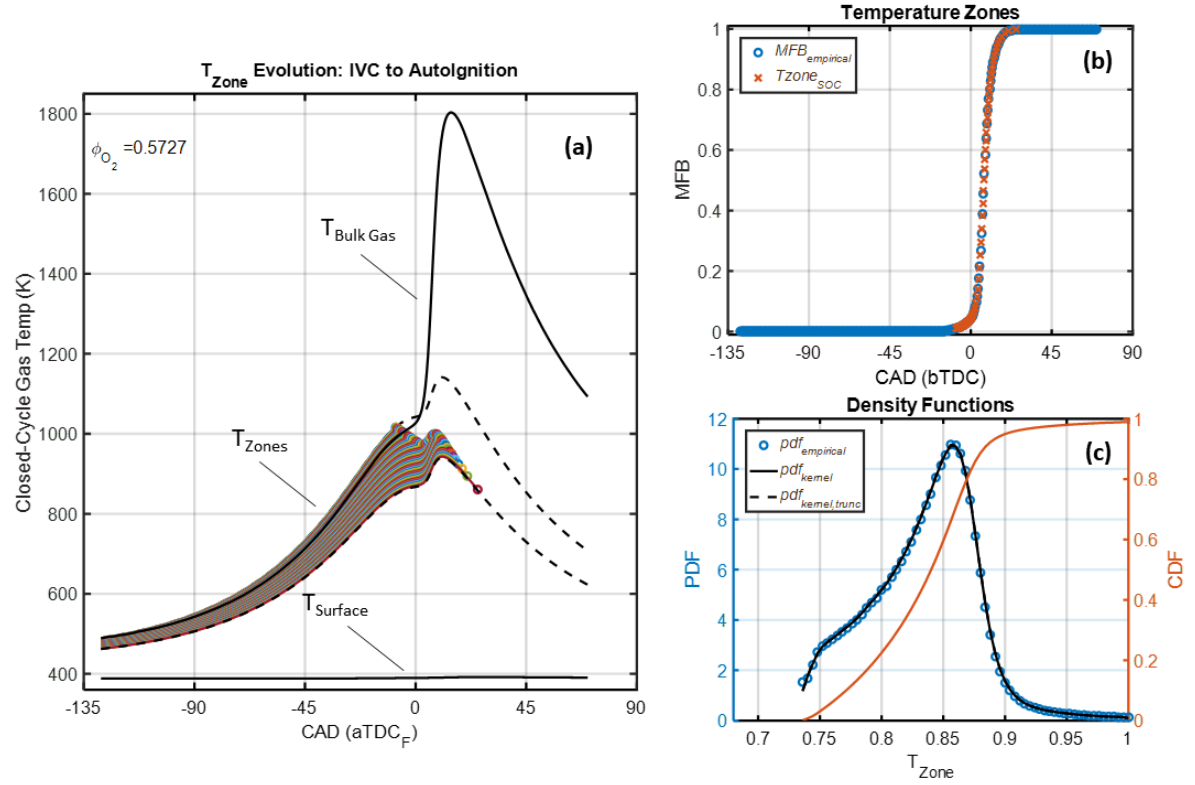 T_Zone Evolution: IVC to AutoIgnition
(a)
ϕ_O_2 =0.5727
T_Bulk Gas
T_Zones
T_Surface
Closed-Cycle Gas Temp (K)
1800
1600
1400
1200
1000
800
600
400
-135 -90 -45 0 45 90
CAD (aTDC_F)
Temperature Zones
(b)
MFB_empirical
Tzone_SOC
MFB
1
0.8
0.6
0.4
0.2
0
-135 -90 -45 0 45 90
CAD (bTDC)
Density Functions
(c)
pdf_empirical
pdf_kernel
pdf_kernel,trunc
PDF
12
10
8
6
4
2
0
CDF
1
0.8
0.6
0.4
0.2
0
0.7 0.75 0.8 0.85 0.9 0.95 1
T_Zone